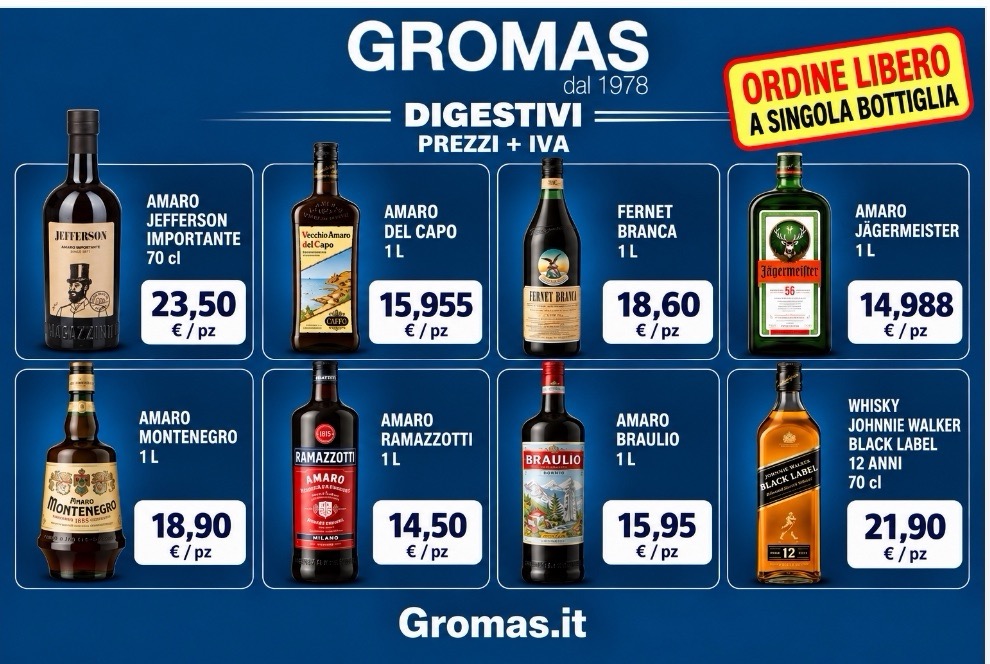 GROMAS
dal 1978
DIGESTIVI
PREZZI + IVA
ORDINE LIBERO
A SINGOLA BOTTIGLIA
JEFFERSON
AMARO IMPORTANTE
AMARO
JEFFERSON
IMPORTANTE
70 cl
23,50
€ / pz
Vecchio Amaro
del Capo
CAFFO
AMARO
DEL CAPO
1 L
15,955
€ / pz
FERNET BRANCA
FERNET
BRANCA
1 L
18,60
€ / pz
Jägermeister
56
AMARO
JÄGERMEISTER
1 L
14,988
€ / pz
AMARO
MONTENEGRO
1885
AMARO
MONTENEGRO
1 L
18,90
€ / pz
1815
RAMAZZOTTI
AMARO
MILANO
AMARO
RAMAZZOTTI
1 L
14,50
€ / pz
BRAULIO
BORMIO
AMARO
BRAULIO
1 L
15,95
€ / pz
JOHNNIE WALKER
BLACK LABEL
12
WHISKY
JOHNNIE WALKER
BLACK LABEL
12 ANNI
70 cl
21,90
€ / pz
Gromas.it